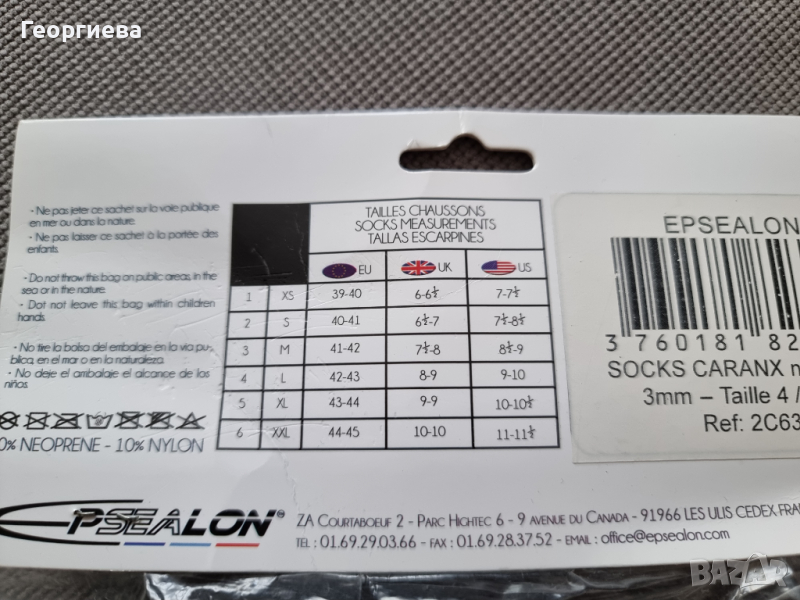 Георгиева
- Ne pas jeter ce sachet sur la voie publique
en mer ou dans la nature.
- Ne pas laisser ce sachet à la portée des
enfants.
- Do not throw this bag on public areas, in the
sea or in the nature.
- Dot not leave this bag within children
hands.
- No tire la bolsa del embalaje en la via pu-
blica, en el mar o en la naturaleza.
- No deje el embalaje al alcance de los
niños.
0% NEOPRENE - 10% NYLON
TAILLES CHAUSSONS
SOCKS MEASUREMENTS
TALLAS ESCARPINES
EU UK US
1 XS 39-40 6-6½ 7-7½
2 S 40-41 6½-7 7½-8½
3 M 41-42 7½-8 8½-9
4 L 42-43 8-9 9-10
5 XL 43-44 9-9 10-10½
6 XXL 44-45 10-10 11-11½
EPSEALON
3 760181 82
SOCKS CARANX
3mm – Taille 4 /
Ref: 2C63
EPSEALON®
ZA COURTABOEUF 2 - PARC HIGHTEC 6 - 9 AVENUE DU CANADA - 91966 LES ULIS CEDEX-FRAN
TEL : 01.69.29.03.66 - FAX : 01.69.28.37.52 - EMAIL : office@epsealon.com
BAZAR